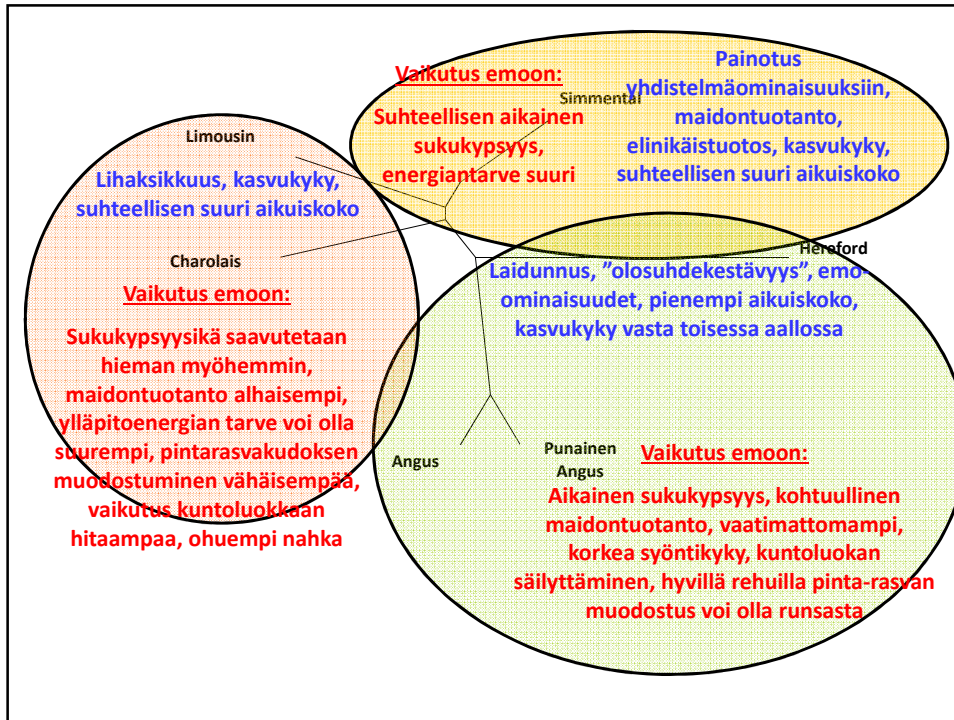 Vaikutus emoon:
Suhteellisen aikainen
sukukypsyys,
energiantarve suuri
Simmental
Painotus
yhdistelmäominaisuuksiin,
maidontuotanto,
elinikäistuotos, kasvukyky,
suhteellisen suuri aikuiskoko
Limousin
Lihaksikkuus, kasvukyky,
suhteellisen suuri aikuiskoko
Charolais
Vaikutus emoon:
Sukukypsyysikä saavutetaan
hieman myöhemmin,
maidontuotanto alhaisempi,
ylläpitoenergian tarve voi olla
suurempi, pintarasvakudoksen
muodostuminen vähäisempää,
vaikutus kuntoluokkaan
hitaampaa, ohuempi nahka
Hereford
Laidunnus, ”olosuhdekestävyys”, emo-
ominaisuudet, pienempi aikuiskoko,
kasvukyky vasta toisessa aallossa
Angus
Punainen
Angus
Vaikutus emoon:
Aikainen sukukypsyys, kohtuullinen
maidontuotanto, vaatimattomampi,
korkea syöntikyky, kuntoluokan
säilyttäminen, hyvillä rehuilla pinta-rasvan
muodostus voi olla runsasta